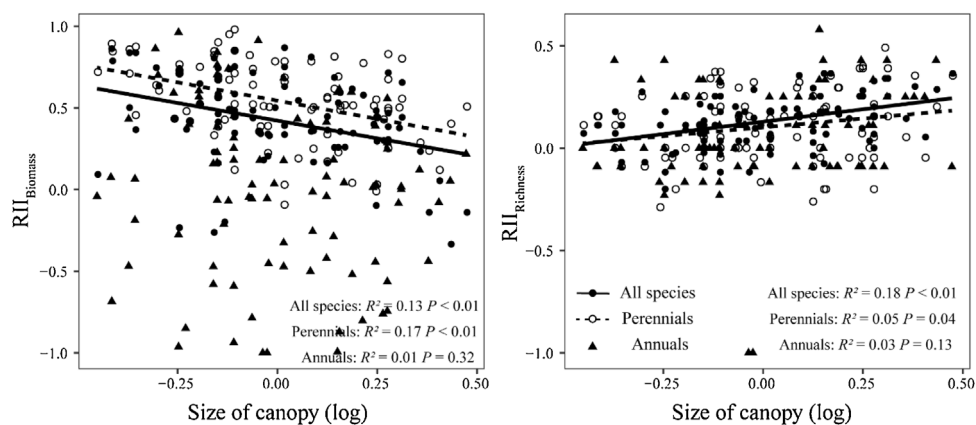 1.0
0.5
0.0
−0.5
−1.0
RII Biomass
−0.25
0.00
0.25
0.50
Size of canopy (log)
All species: R² = 0.13 P < 0.01
Perennials: R² = 0.17 P < 0.01
Annuals: R² = 0.01 P = 0.32
0.5
0.0
−0.5
−1.0
RII Richness
−0.25
0.00
0.25
0.50
Size of canopy (log)
All species
Perennials
Annuals
All species: R² = 0.18 P < 0.01
Perennials: R² = 0.05 P = 0.04
Annuals: R² = 0.03 P = 0.13